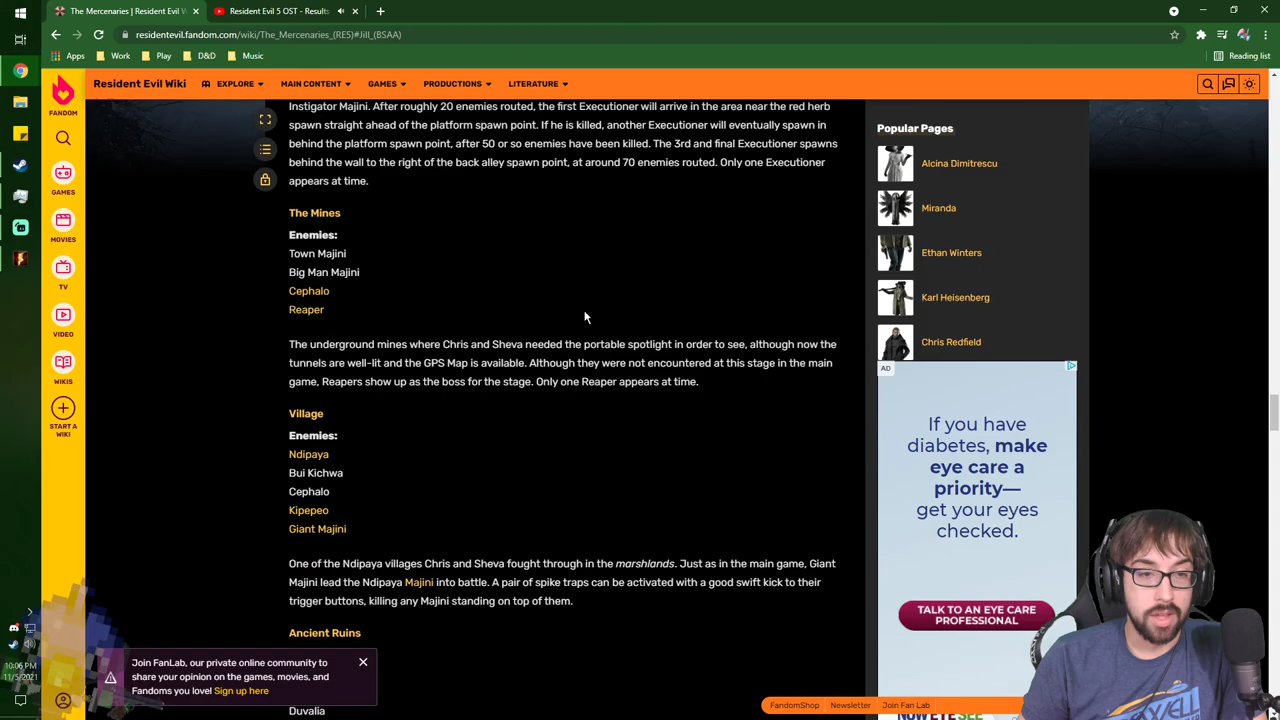 The Mercenaries | Resident Evil W
Resident Evil 5 OST - Results
residentevil.fandom.com/wiki/The_Mercenaries_(RE5)#Jill_(BSAA)
Apps
Work
Play
D&D
Music
Reading list
FANDOM
Resident Evil Wiki
EXPLORE
MAIN CONTENT
GAMES
PRODUCTIONS
LITERATURE
GAMES
MOVIES
TV
VIDEO
WIKIS
START A
WIKI
Instigator Majini. After roughly 20 enemies routed, the first Executioner will arrive in the area near the red herb
spawn straight ahead of the platform spawn point. If he is killed, another Executioner will eventually spawn in
behind the platform spawn point, after 50 or so enemies have been killed. The 3rd and final Executioner spawns
behind the wall to the right of the back alley spawn point, at around 70 enemies routed. Only one Executioner
appears at time.
The Mines
Enemies:
Town Majini
Big Man Majini
Cephalo
Reaper
The underground mines where Chris and Sheva needed the portable spotlight in order to see, although now the
tunnels are well-lit and the GPS Map is available. Although they were not encountered at this stage in the main
game, Reapers show up as the boss for the stage. Only one Reaper appears at time.
Village
Enemies:
Ndipaya
Bui Kichwa
Cephalo
Kipepeo
Giant Majini
One of the Ndipaya villages Chris and Sheva fought through in the marshlands. Just as in the main game, Giant
Majini lead the Ndipaya Majini into battle. A pair of spike traps can be activated with a good swift kick to their
trigger buttons, killing any Majini standing on top of them.
Ancient Ruins
Duvalia
Popular Pages
Alcina Dimitrescu
Miranda
Ethan Winters
Karl Heisenberg
Chris Redfield
AD
If you have
diabetes, make
eye care a
priority—
get your eyes
checked.
TALK TO AN EYE CARE
PROFESSIONAL
NOW EYE SEE
Join FanLab, our private online community to
share your opinion on the games, movies, and
Fandoms you love! Sign up here
FandomShop
Newsletter
Join Fan Lab
10:06 PM
11/5/2021